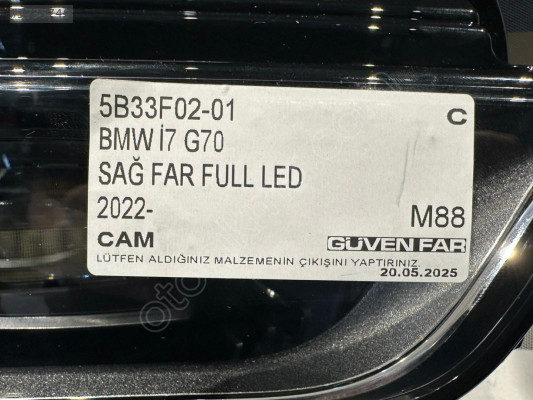 5B33F02-01 C
BMW İ7 G70
SAĞ FAR FULL LED
2022- M88
CAM GÜVEN FAR
LÜTFEN ALDIĞINIZ MALZEMENİN ÇIKIŞINI YAPTIRINIZ.
20.05.2025